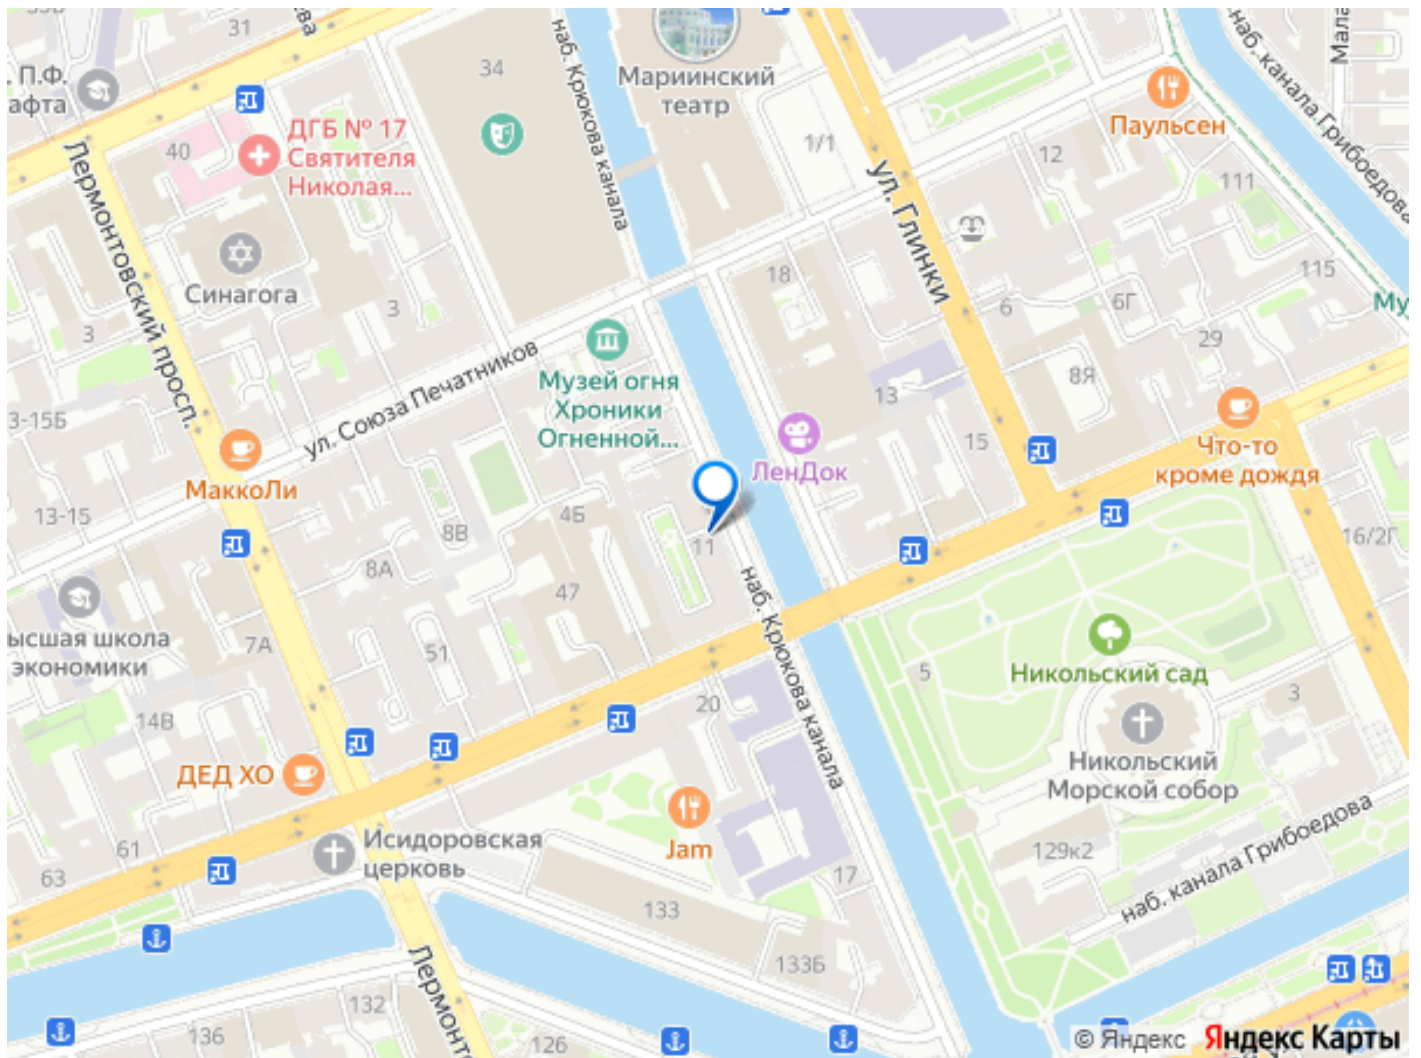 31
34
наб. Крюкова канала
Мариинский
театр
1/1
наб. канала Грибоедова
Паульсен
П.Ф.
афта
ДГБ № 17
Святителя
Николая...
40
ул. Глинки
12
111
Лермонтовский просп.
Синагога
3
3
18
6
6Г
115
29
Музей огня
Хроники
Огненной...
ул. Союза Печатников
8Я
13
15
3-15Б
МаккоЛи
ЛенДок
Что-то
кроме дождя
13-15
8В
4Б
11
16/2Г
8А
47
наб. Крюкова канала
ысшая школа
экономики
7А
51
5
Никольский сад
3
14В
20
Никольский
Морской собор
ДЕД ХО
Jam
61
63
Исидоровская
церковь
129к2
наб. канала Грибоедова
17
133
133Б
132
136
126
© Яндекс Яндекс Карты